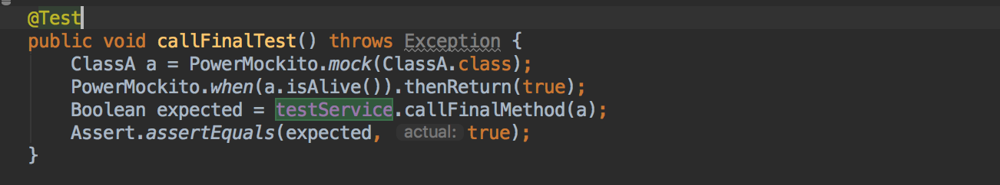 @Test
public void callFinalTest() throws Exception {
    ClassA a = PowerMockito.mock(ClassA.class);
    PowerMockito.when(a.isAlive()).thenReturn(true);
    Boolean expected = testService.callFinalMethod(a);
    Assert.assertEquals(expected, actual: true);
}